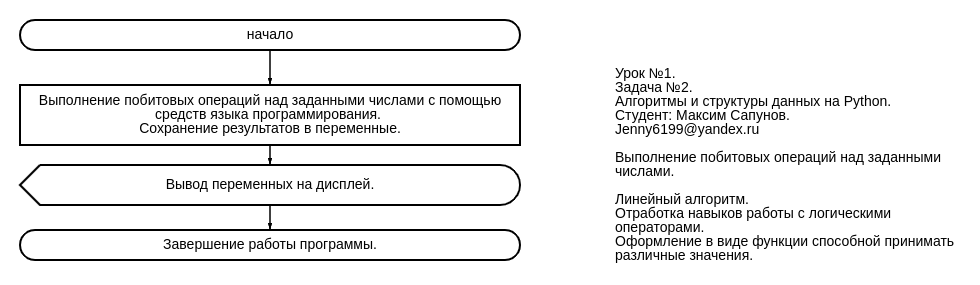 начало
Выполнение побитовых операций над заданными числами с помощью
средств языка программирования.
Сохранение результатов в переменные.
Вывод переменных на дисплей.
Завершение работы программы.
Урок №1.
Задача №2.
Алгоритмы и структуры данных на Python.
Студент: Максим Сапунов.
Jenny6199@yandex.ru
Выполнение побитовых операций над заданными
числами.
Линейный алгоритм.
Отработка навыков работы с логическими
операторами.
Оформление в виде функции способной принимать
различные значения.